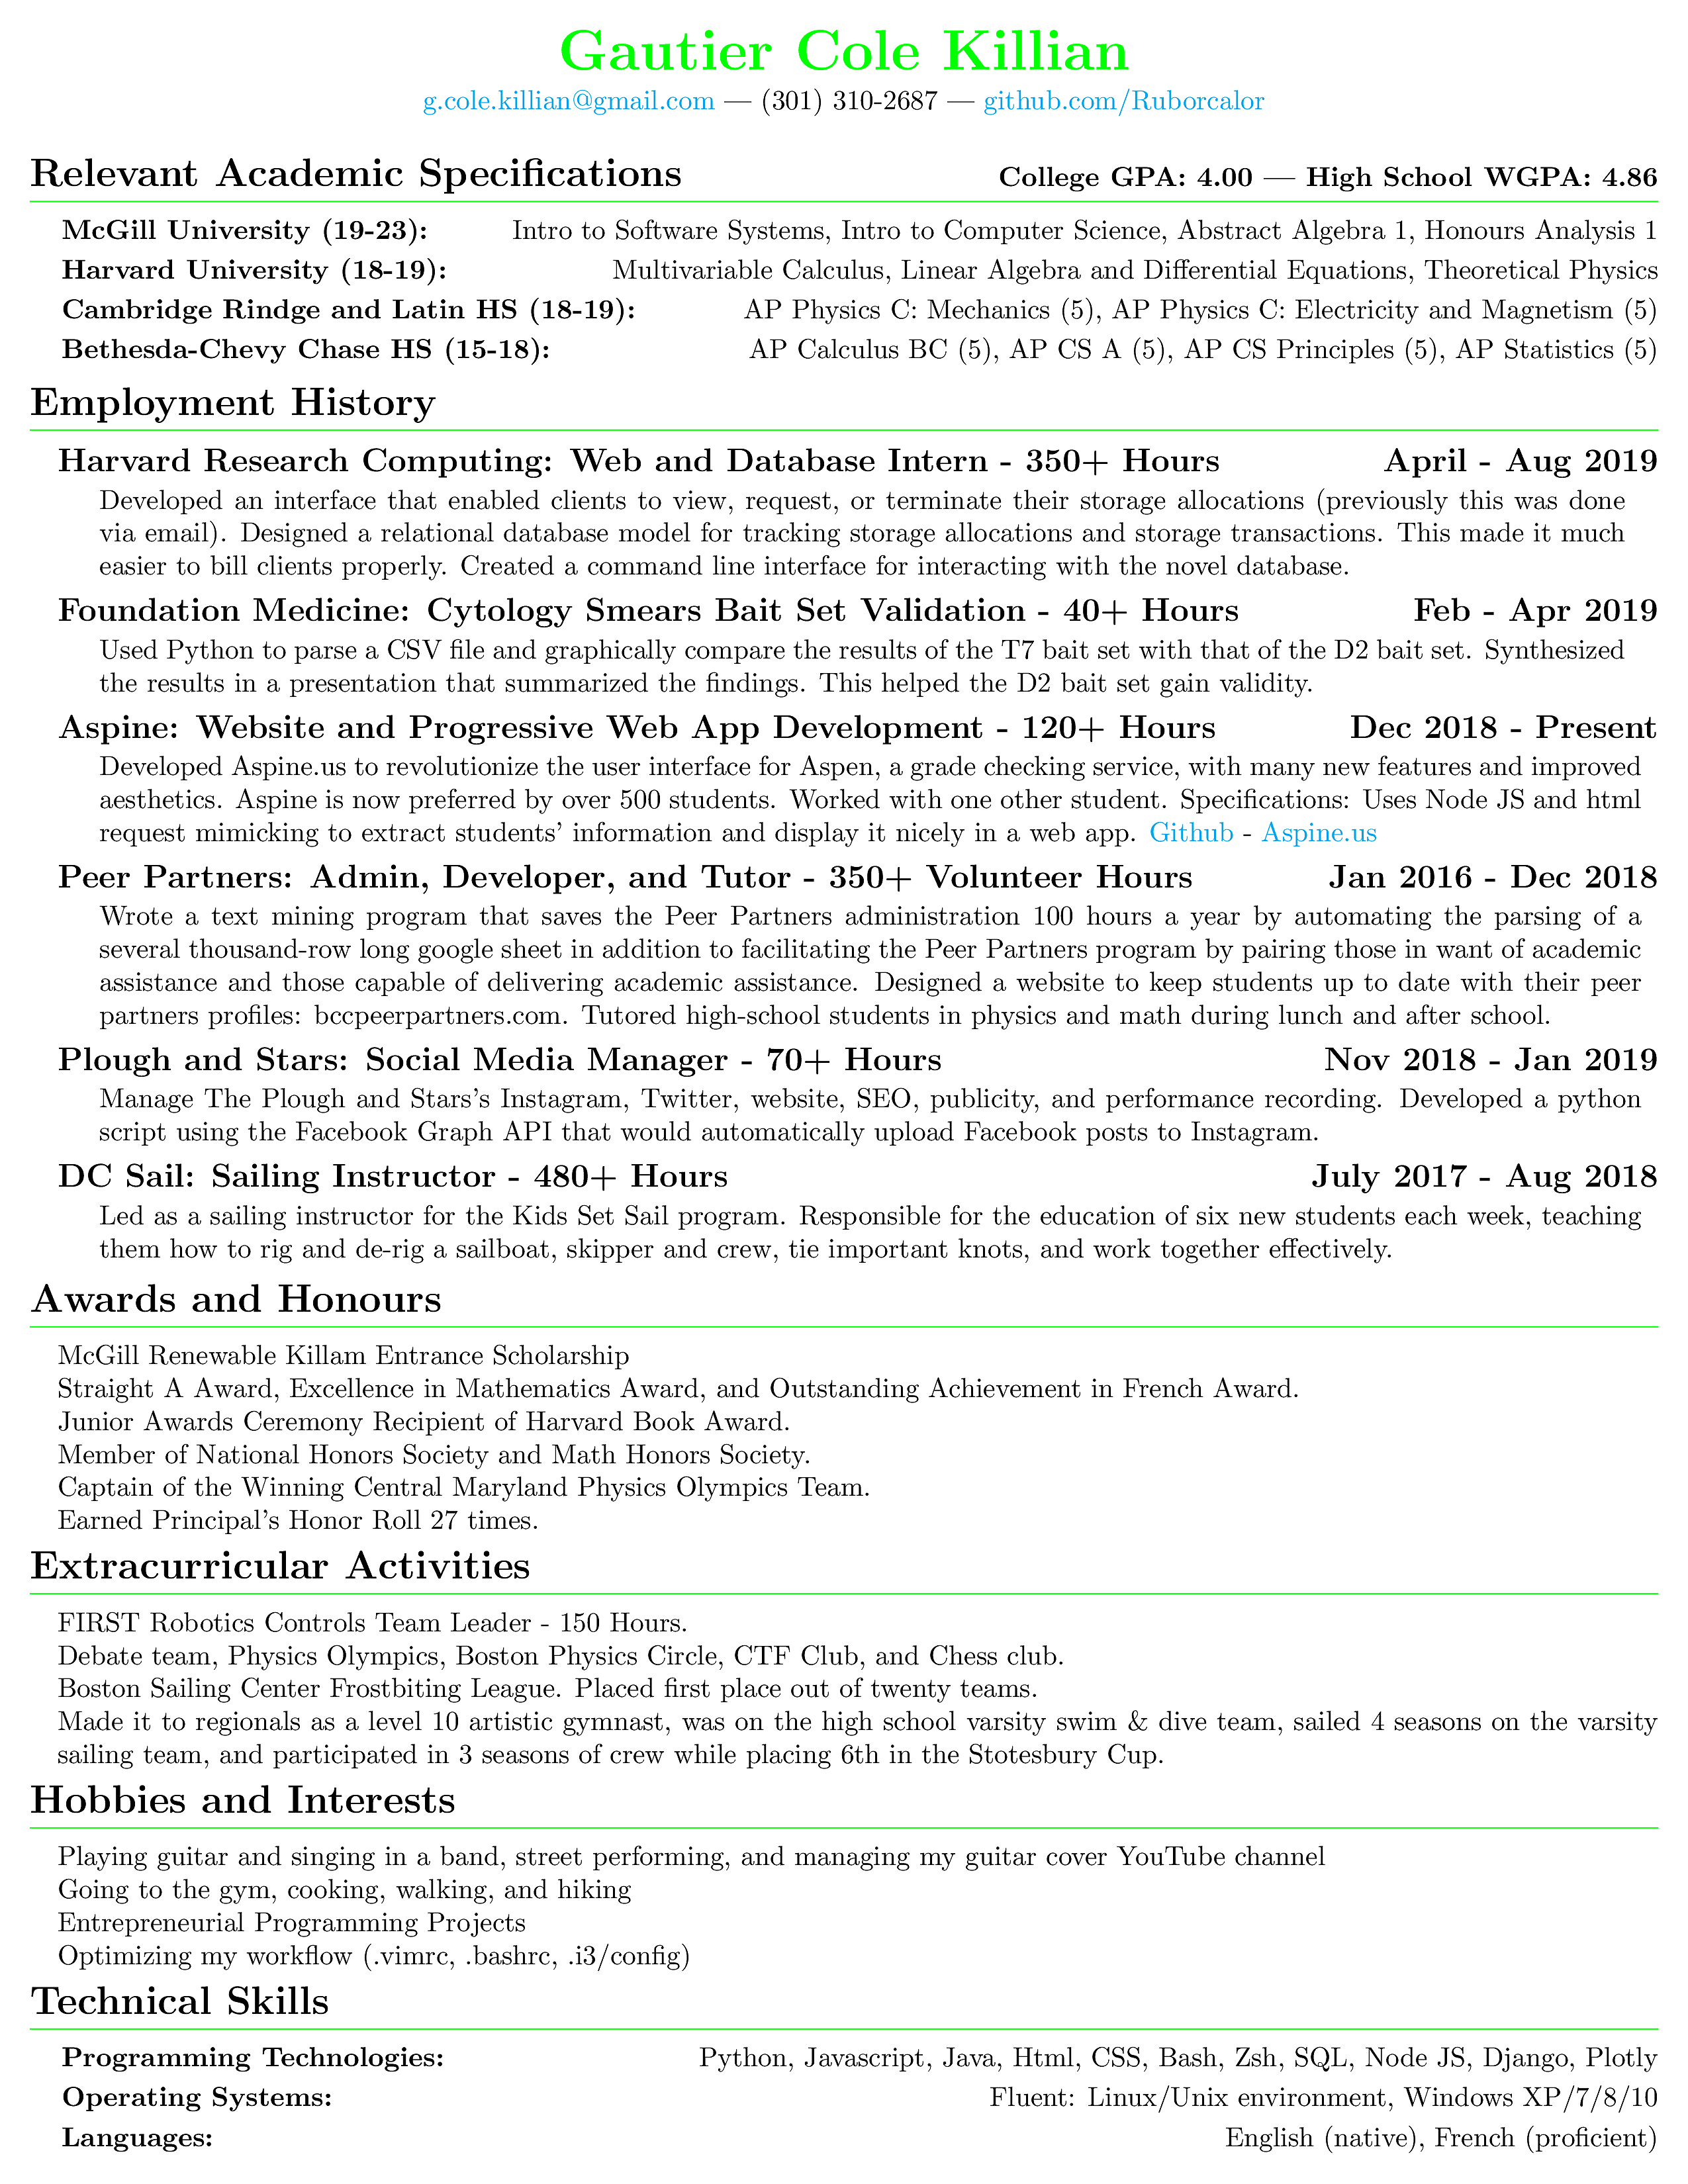 Gautier Cole Killian
g.cole.killian@gmail.com — (301) 310-2687 — github.com/Ruborcalor
Relevant Academic Specifications College GPA: 4.00 — High School WGPA: 4.86
McGill University (19-23): Intro to Software Systems, Intro to Computer Science, Abstract Algebra 1, Honours Analysis 1
Harvard University (18-19): Multivariable Calculus, Linear Algebra and Differential Equations, Theoretical Physics
Cambridge Rindge and Latin HS (18-19): AP Physics C: Mechanics (5), AP Physics C: Electricity and Magnetism (5)
Bethesda-Chevy Chase HS (15-18): AP Calculus BC (5), AP CS A (5), AP CS Principles (5), AP Statistics (5)
Employment History
Harvard Research Computing: Web and Database Intern - 350+ Hours April - Aug 2019
Developed an interface that enabled clients to view, request, or terminate their storage allocations (previously this was done
via email). Designed a relational database model for tracking storage allocations and storage transactions. This made it much
easier to bill clients properly. Created a command line interface for interacting with the novel database.
Foundation Medicine: Cytology Smears Bait Set Validation - 40+ Hours Feb - Apr 2019
Used Python to parse a CSV file and graphically compare the results of the T7 bait set with that of the D2 bait set. Synthesized
the results in a presentation that summarized the findings. This helped the D2 bait set gain validity.
Aspine: Website and Progressive Web App Development - 120+ Hours Dec 2018 - Present
Developed Aspine.us to revolutionize the user interface for Aspen, a grade checking service, with many new features and improved
aesthetics. Aspine is now preferred by over 500 students. Worked with one other student. Specifications: Uses Node JS and html
request mimicking to extract students' information and display it nicely in a web app. Github - Aspine.us
Peer Partners: Admin, Developer, and Tutor - 350+ Volunteer Hours Jan 2016 - Dec 2018
Wrote a text mining program that saves the Peer Partners administration 100 hours a year by automating the parsing of a
several thousand-row long google sheet in addition to facilitating the Peer Partners program by pairing those in want of academic
assistance and those capable of delivering academic assistance. Designed a website to keep students up to date with their peer
partners profiles: bccpeerpartners.com. Tutored high-school students in physics and math during lunch and after school.
Plough and Stars: Social Media Manager - 70+ Hours Nov 2018 - Jan 2019
Manage The Plough and Stars's Instagram, Twitter, website, SEO, publicity, and performance recording. Developed a python
script using the Facebook Graph API that would automatically upload Facebook posts to Instagram.
DC Sail: Sailing Instructor - 480+ Hours July 2017 - Aug 2018
Led as a sailing instructor for the Kids Set Sail program. Responsible for the education of six new students each week, teaching
them how to rig and de-rig a sailboat, skipper and crew, tie important knots, and work together effectively.
Awards and Honours
McGill Renewable Killam Entrance Scholarship
Straight A Award, Excellence in Mathematics Award, and Outstanding Achievement in French Award.
Junior Awards Ceremony Recipient of Harvard Book Award.
Member of National Honors Society and Math Honors Society.
Captain of the Winning Central Maryland Physics Olympics Team.
Earned Principal's Honor Roll 27 times.
Extracurricular Activities
FIRST Robotics Controls Team Leader - 150 Hours.
Debate team, Physics Olympics, Boston Physics Circle, CTF Club, and Chess club.
Boston Sailing Center Frostbiting League. Placed first place out of twenty teams.
Made it to regionals as a level 10 artistic gymnast, was on the high school varsity swim & dive team, sailed 4 seasons on the varsity
sailing team, and participated in 3 seasons of crew while placing 6th in the Stotesbury Cup.
Hobbies and Interests
Playing guitar and singing in a band, street performing, and managing my guitar cover YouTube channel
Going to the gym, cooking, walking, and hiking
Entrepreneurial Programming Projects
Optimizing my workflow (.vimrc, .bashrc, .i3/config)
Technical Skills
Programming Technologies: Python, Javascript, Java, Html, CSS, Bash, Zsh, SQL, Node JS, Django, Plotly
Operating Systems: Fluent: Linux/Unix environment, Windows XP/7/8/10
Languages: English (native), French (proficient)